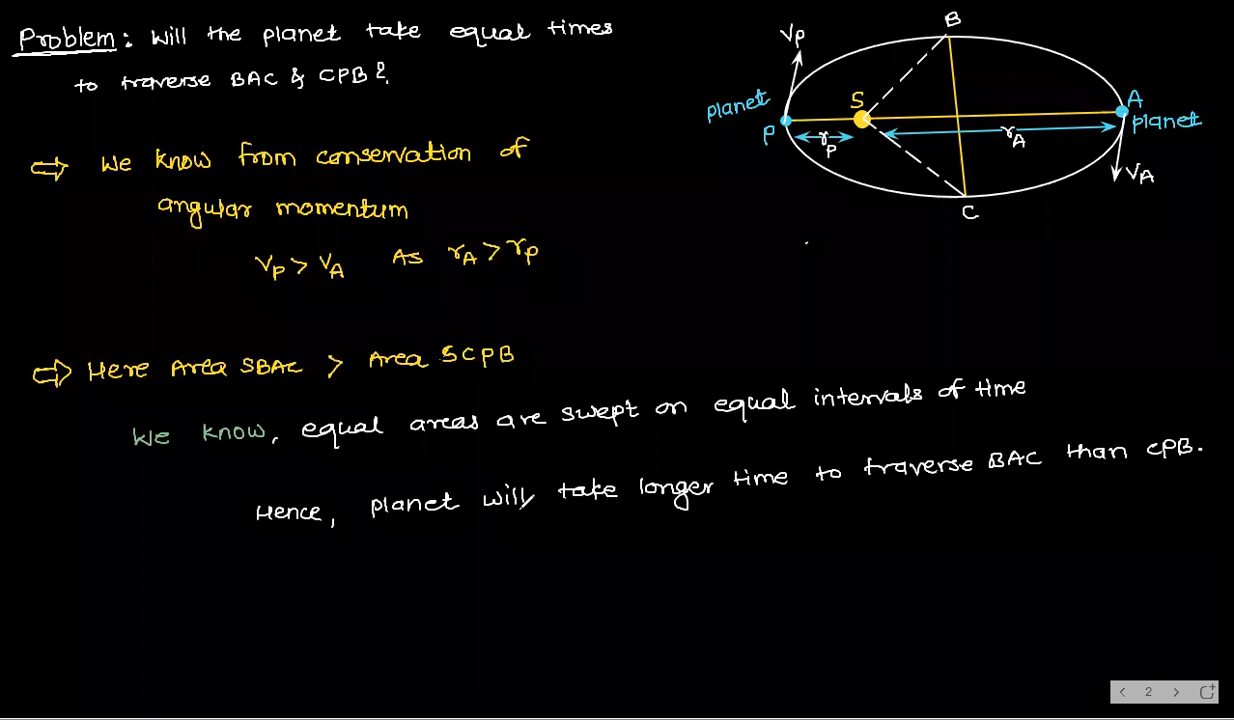 Problem: Will the planet take equal times
to traverse BAC & CPB?
⇨ We know from conservation of
angular momentum
VP > VA As rA > rP
⇨ Here Area SBAC > Area SCPB
We know, equal areas are swept on equal intervals of time
Hence, planet will take longer time to traverse BAC than CPB.
B
VP
planet
S
A
planet
P
rP
rA
VA
C
2